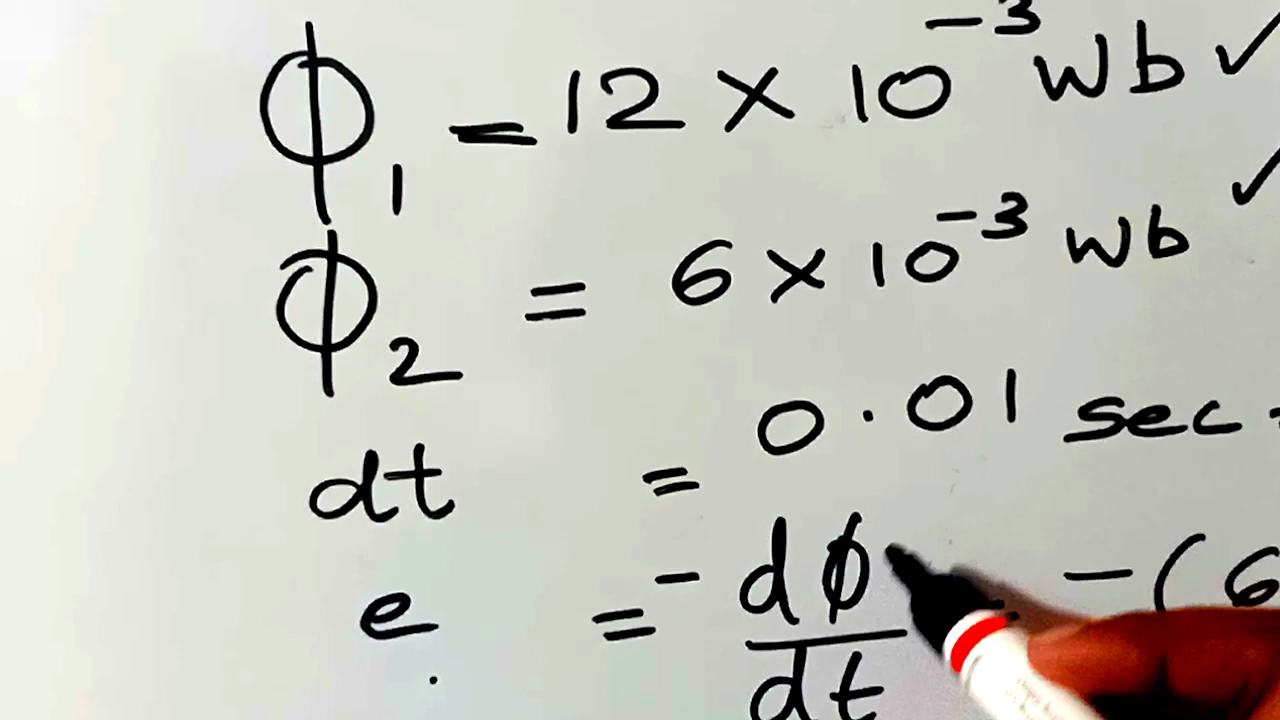 ϕ₁ = 12 × 10⁻³ Wb ✓
ϕ₂ = 6 × 10⁻³ Wb ✓
dt = 0.01 sec
e = - dϕ/dt - (6